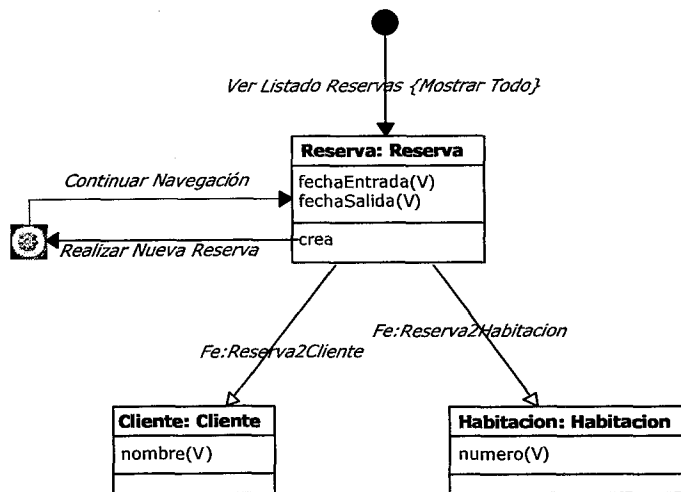 Ver Listado Reservas {Mostrar Todo}
Reserva: Reserva
fechaEntrada(V)
fechaSalida(V)
crea
Continuar Navegación
Realizar Nueva Reserva
Fe:Reserva2Cliente
Fe:Reserva2Habitacion
Cliente: Cliente
nombre(V)
Habitacion: Habitacion
numero(V)